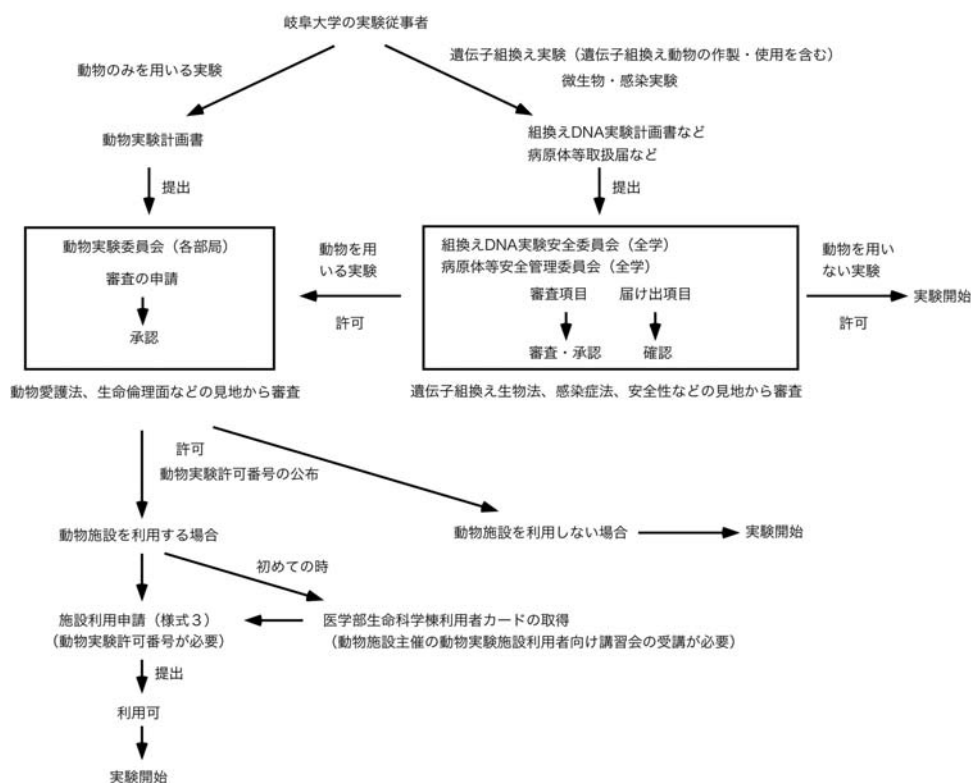 岐阜大学の実験従事者
動物のみを用いる実験
遺伝子組換え実験（遺伝子組換え動物の作製・使用を含む）
微生物・感染実験
動物実験計画書
組換えDNA実験計画書など
病原体等取扱届など
提出
提出
動物実験委員会（各部局）
審査の申請
承認
動物を用
いる実験
許可
組換えDNA実験安全委員会（全学）
病原体等安全管理委員会（全学）
審査項目
届け出項目
審査・承認
確認
動物を用い
ない実験
許可
実験開始
動物愛護法、生命倫理面などの見地から審査
遺伝子組換え生物法、感染症法、安全性などの見地から審査
許可
動物実験許可番号の公布
動物施設を利用する場合
動物施設を利用しない場合
実験開始
初めての時
施設利用申請（様式３）
（動物実験許可番号が必要）
医学部生命科学棟利用者カードの取得
（動物施設主催の動物実験施設利用者向け講習会の受講が必要）
提出
利用可
実験開始